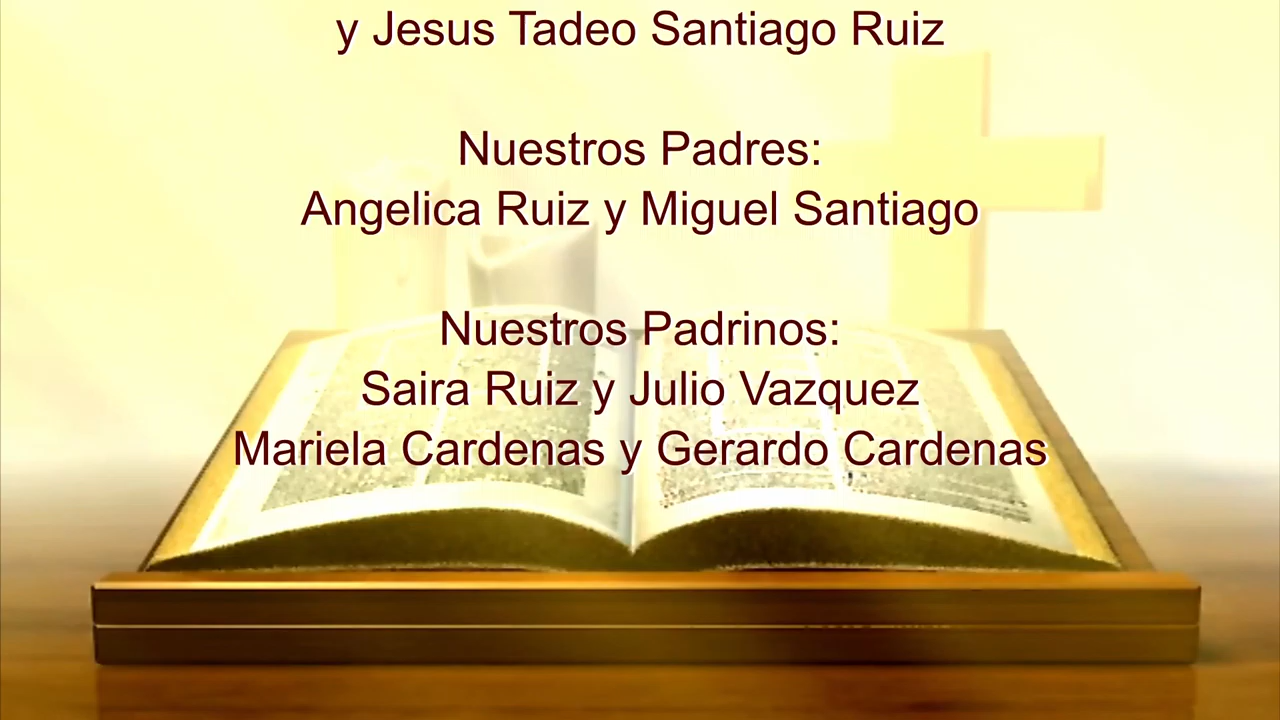 y Jesus Tadeo Santiago Ruiz
Nuestros Padres:
Angelica Ruiz y Miguel Santiago
Nuestros Padrinos:
Saira Ruiz y Julio Vazquez
Mariela Cardenas y Gerardo Cardenas